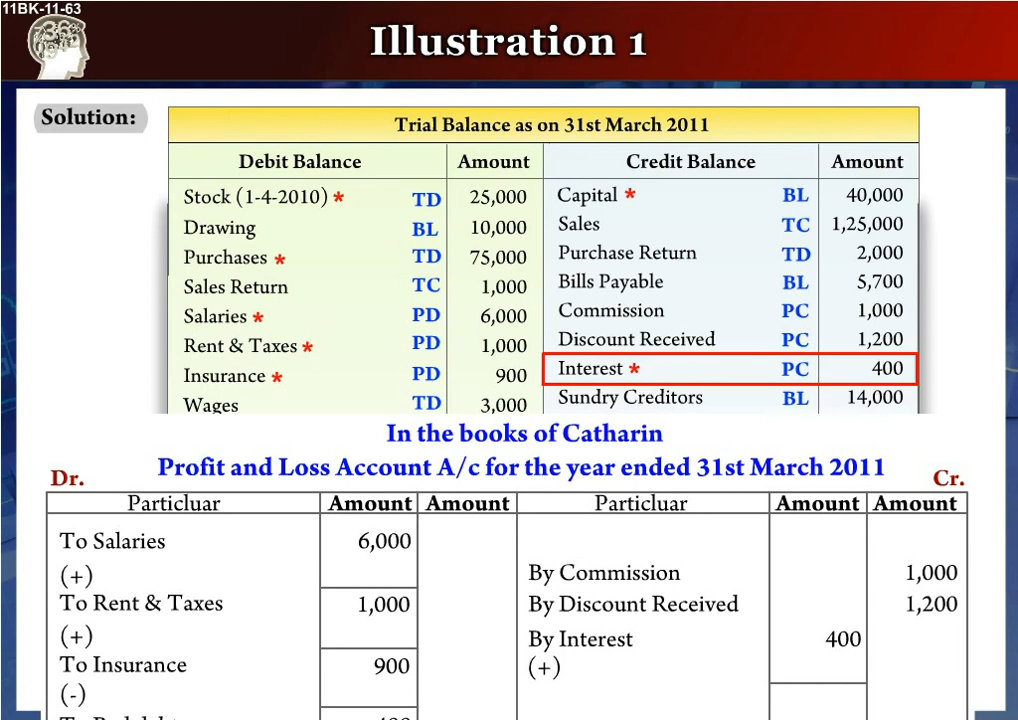 11BK-11-63
Illustration 1
Solution:
Trial Balance as on 31st March 2011
Debit Balance Amount Credit Balance Amount
Stock (1-4-2010) * TD 25,000 Capital * BL 40,000
Drawing BL 10,000 Sales TC 1,25,000
Purchases * TD 75,000 Purchase Return TD 2,000
Sales Return TC 1,000 Bills Payable BL 5,700
Salaries * PD 6,000 Commission PC 1,000
Rent & Taxes * PD 1,000 Discount Received PC 1,200
Insurance * PD 900 Interest * PC 400
Wages TD 3,000 Sundry Creditors BL 14,000
In the books of Catharin
Profit and Loss Account A/c for the year ended 31st March 2011
Dr. Cr.
Particluar Amount Amount Particluar Amount Amount
To Salaries 6,000
(+) By Commission 1,000
To Rent & Taxes 1,000 By Discount Received 1,200
(+) By Interest 400
To Insurance 900 (+)
(-)